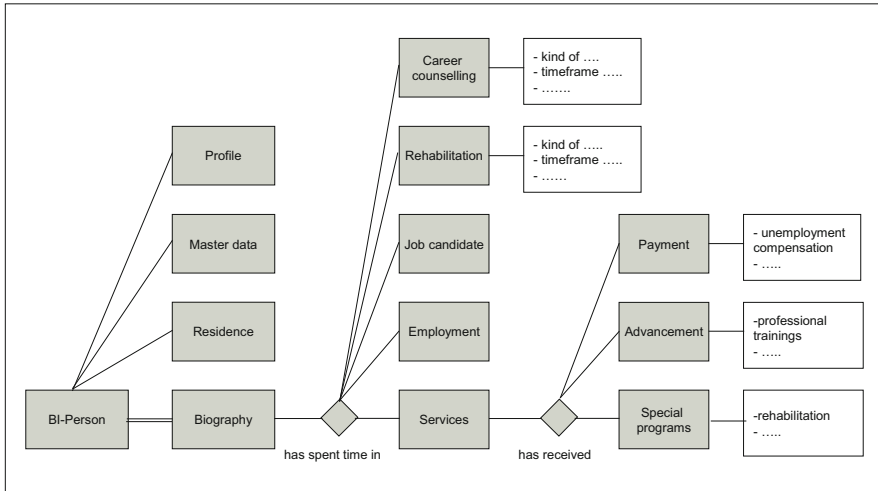 Career
counselling
- kind of ….
- timeframe …..
- …….
Profile
Rehabilitation
- kind of …..
- timeframe …..
- ……
Master data
Job candidate
Payment
- unemployment
compensation
- …..
Residence
Employment
Advancement
-professional
trainings
- …..
BI-Person
Biography
Services
Special
programs
-rehabilitation
- …..
has spent time in
has received